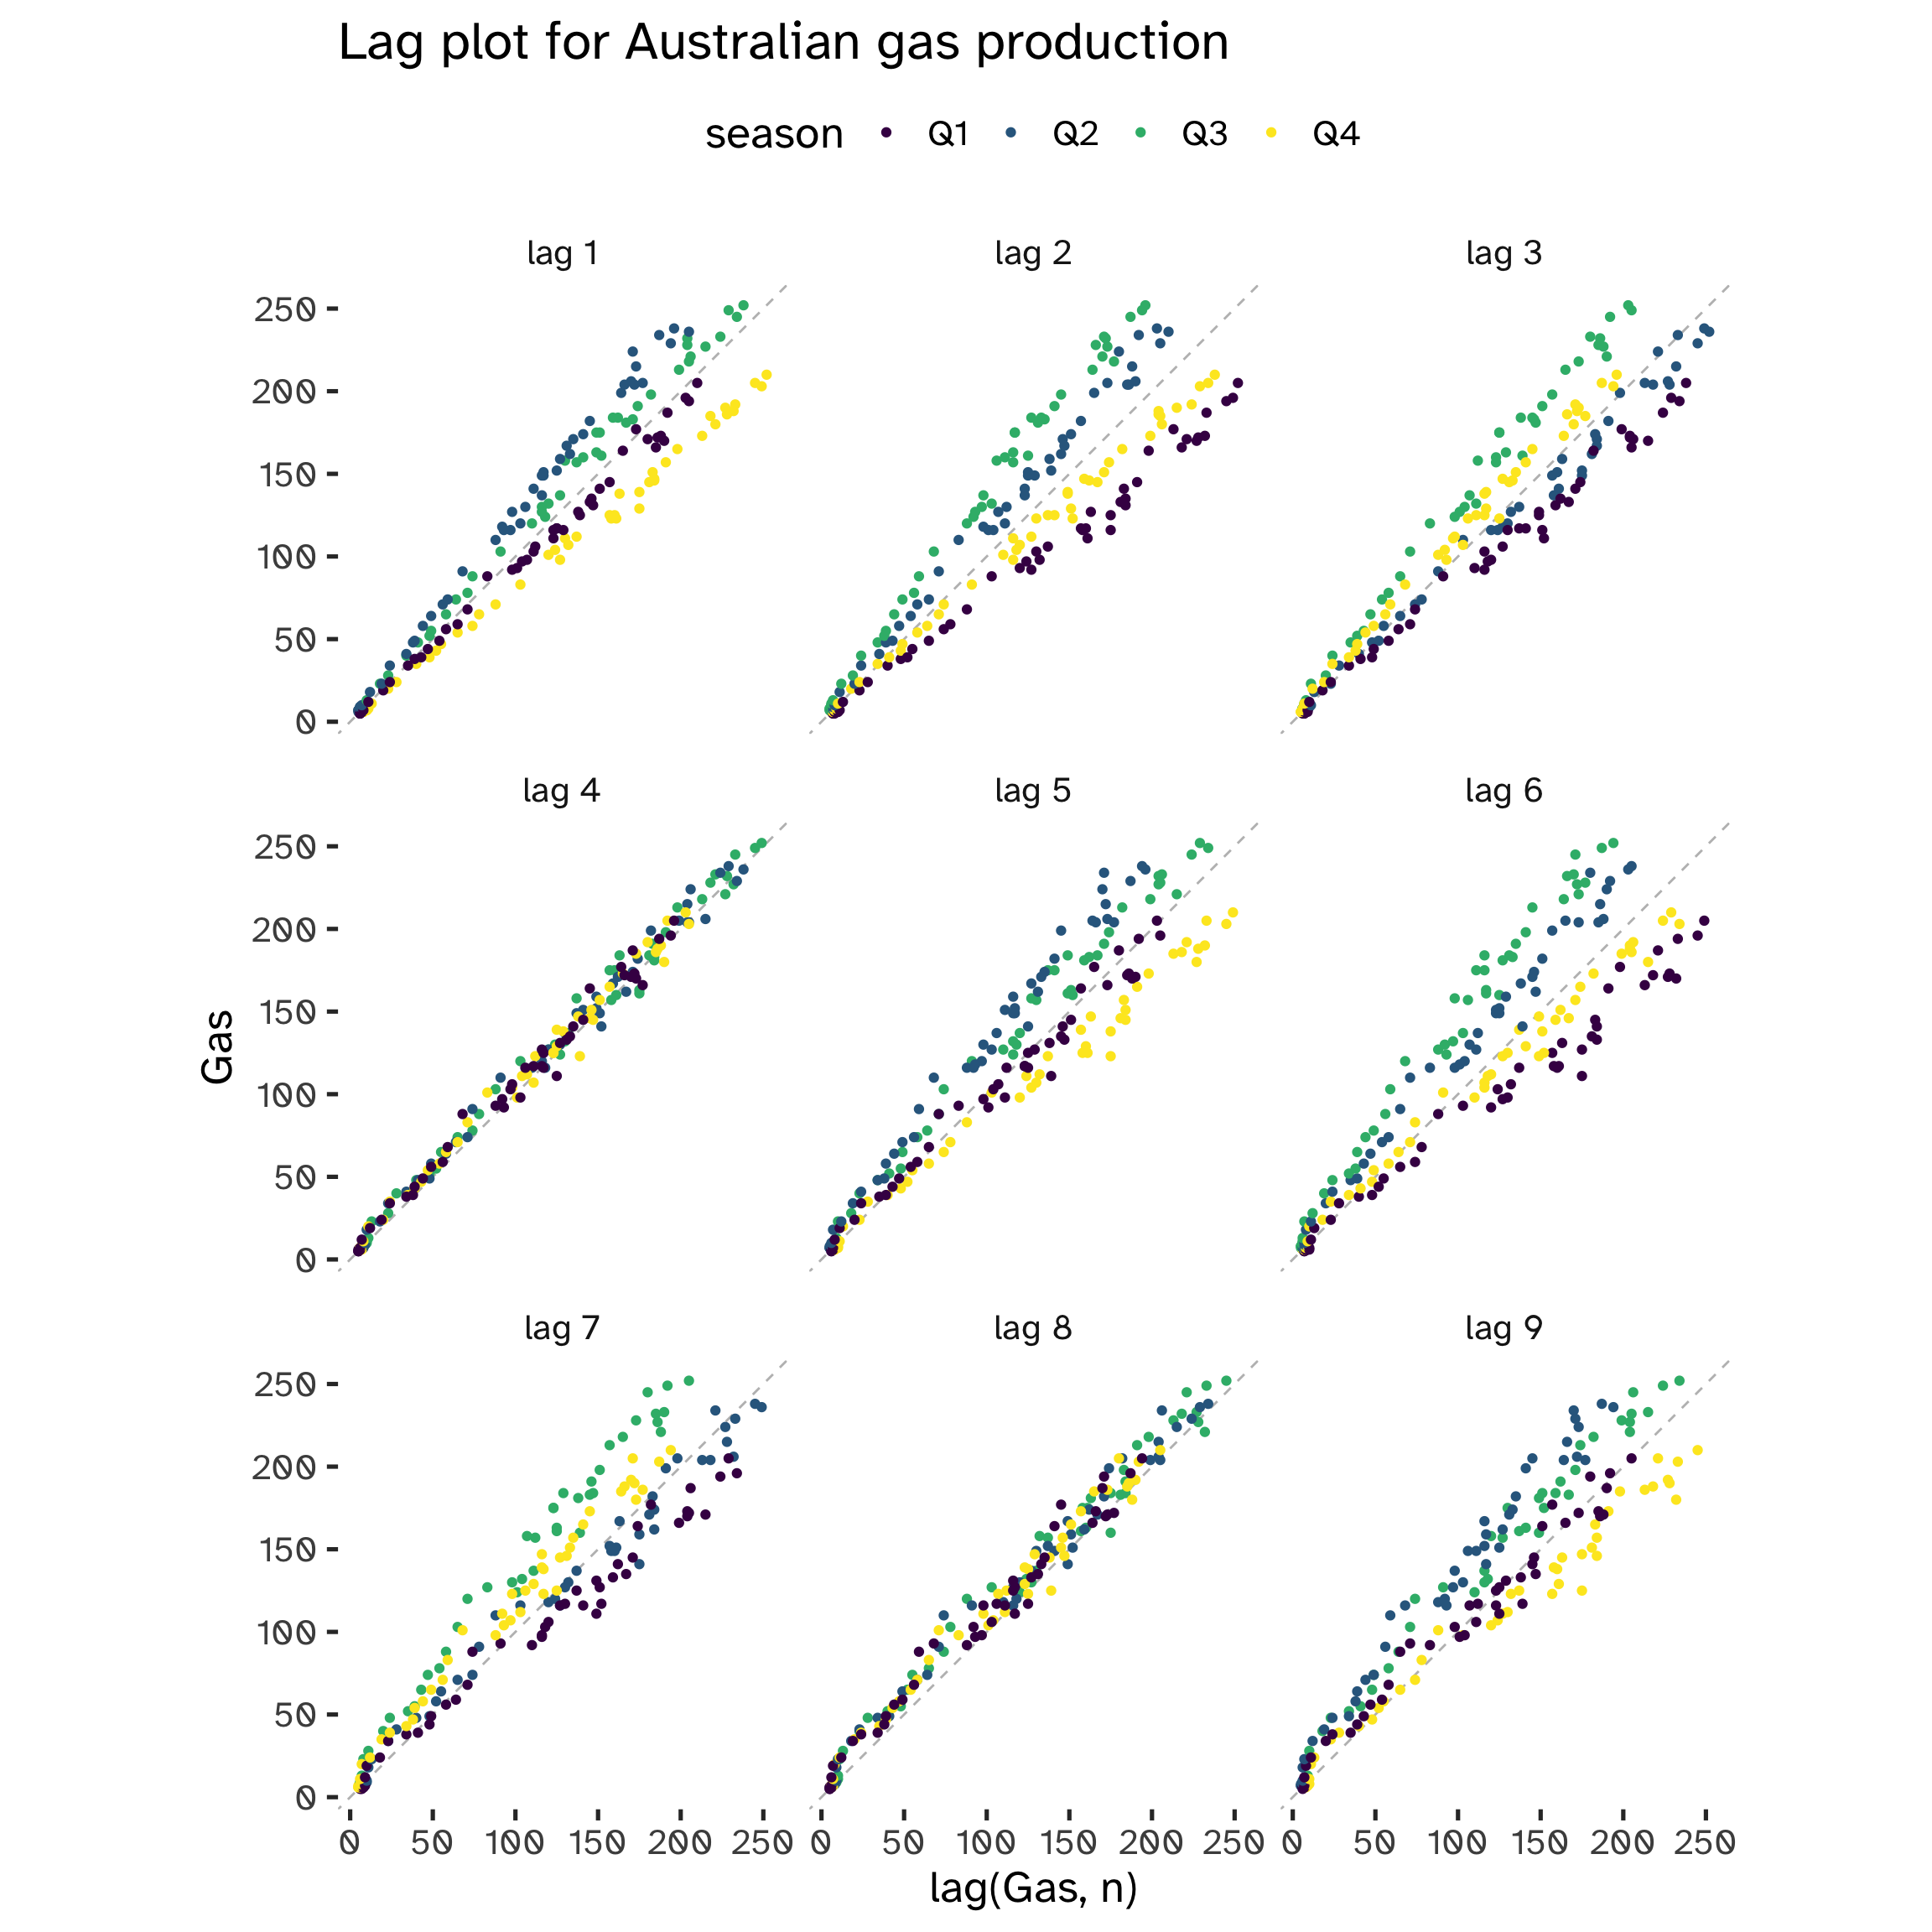 Lag plot for Australian gas production
season Q1 Q2 Q3 Q4
lag 1 lag 2 lag 3
250
200
150
100
50
0
lag 4 lag 5 lag 6
250
200
150
100
50
0
Gas
lag 7 lag 8 lag 9
250
200
150
100
50
0
0 50 100 150 200 250 0 50 100 150 200 250 0 50 100 150 200 250
lag(Gas, n)